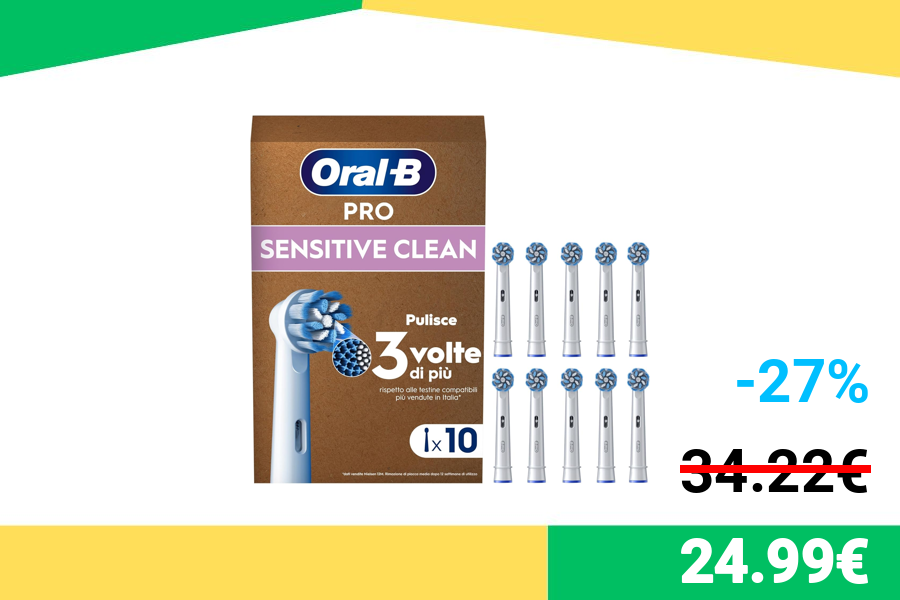 Oral-B
PRO
SENSITIVE CLEAN
Pulisce
3 volte
di più
rispetto alle testine compatibili
più vendute in Italia*
x10
-27%
34.22€
24.99€